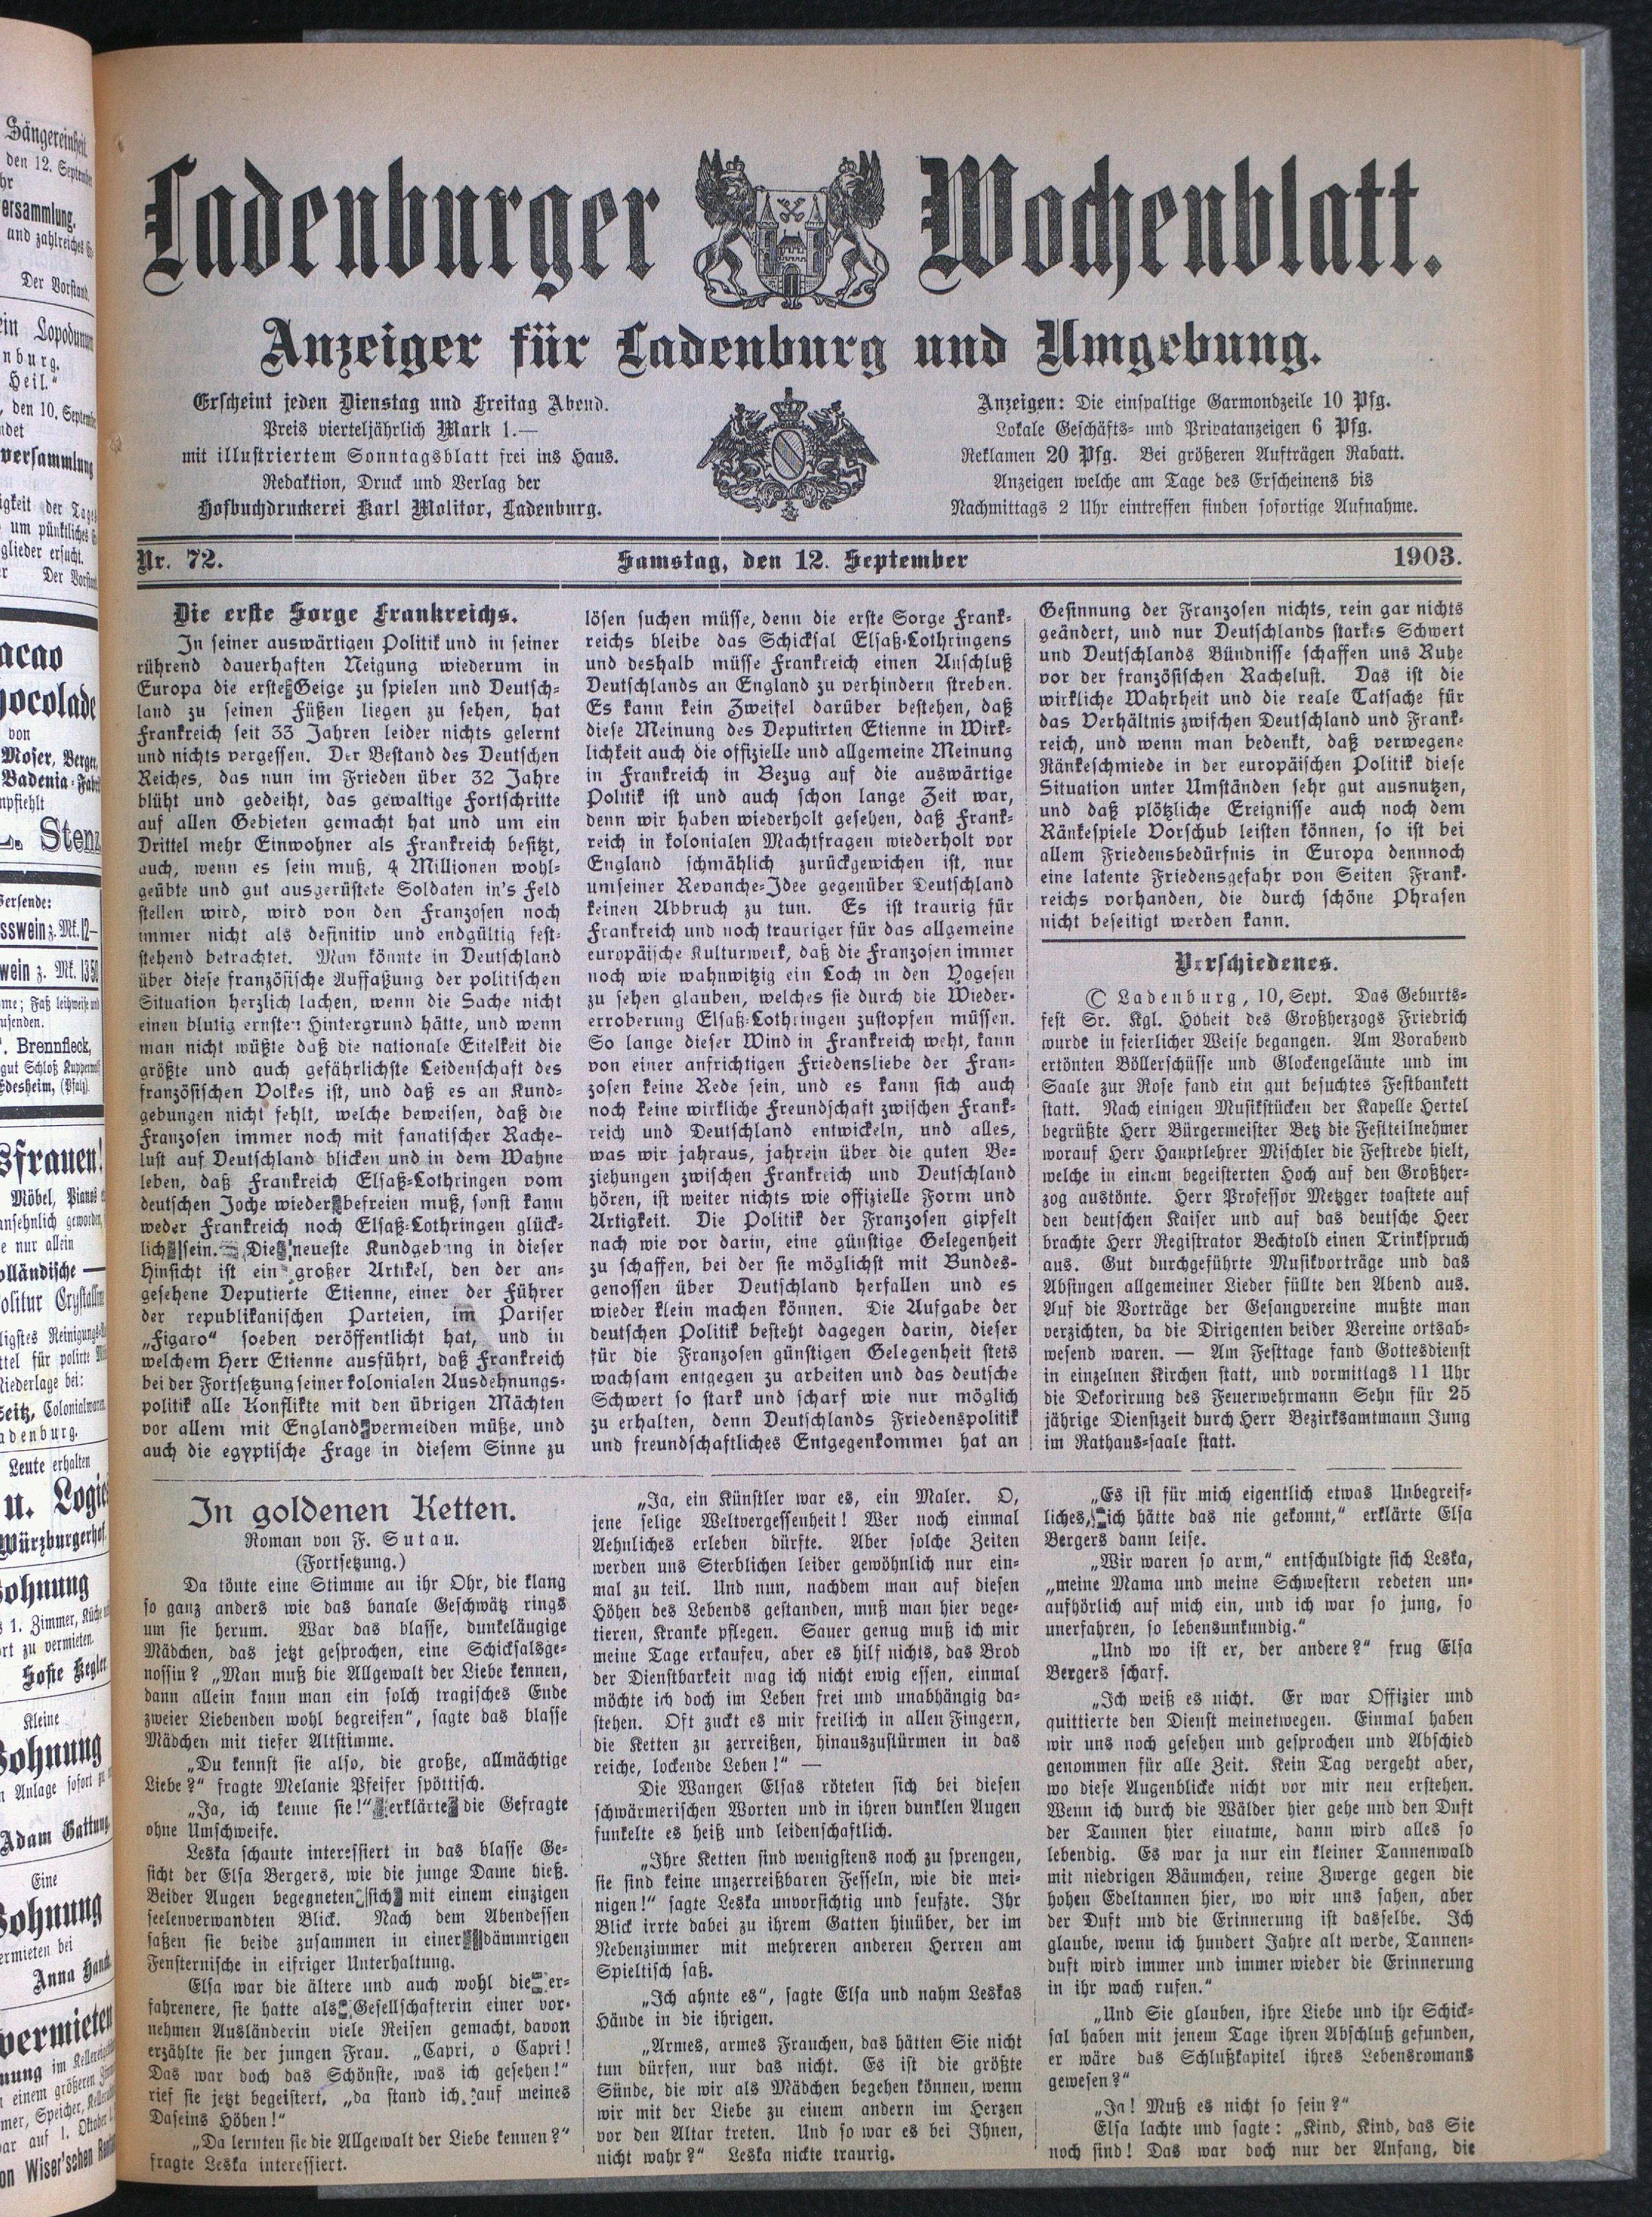 Ladenburger Wochenblatt.
Anzeiger für Ladenburg und Umgebung.
Erscheint jeden Dienstag und Freitag Abend.
Preis vierteljährlich Mark 1.—
mit illustriertem Sonntagsblatt frei ins Haus.
Redaktion, Druck und Verlag der
Hofbuchdruckerei Karl Molitor, Ladenburg.
Anzeigen: Die einspaltige Garmondzeile 10 Pfg.
Lokale Geschäfts- und Privatanzeigen 6 Pfg.
Reklamen 20 Pfg. Bei größeren Aufträgen Rabatt.
Anzeigen welche am Tage des Erscheinens bis
Nachmittags 2 Uhr eintreffen finden sofortige Aufnahme.
Nr. 72. Samstag, den 12. September 1903.
Die erste Sorge Frankreichs.
In seiner auswärtigen Politik und in seiner
rührend dauerhaften Neigung wiederum in
Europa die erste Geige zu spielen und Deutsch-
land zu seinen Füßen liegen zu sehen, hat
Frankreich seit 33 Jahren leider nichts gelernt
und nichts vergessen. Der Bestand des Deutschen
Reiches, das nun im Frieden über 32 Jahre
blüht und gedeiht, das gewaltige Fortschritte
auf allen Gebieten gemacht hat und um ein
Drittel mehr Einwohner als Frankreich besitzt,
auch, wenn es sein muß, 4 Millionen wohl-
geübte und gut ausgerüstete Soldaten in's Feld
stellen wird, wird von den Franzosen noch
immer nicht als definitiv und endgültig fest-
stehend betrachtet. Man könnte in Deutschland
über diese französische Auffaßung der politischen
Situation herzlich lachen, wenn die Sache nicht
einen blutig ernsten Hintergrund hätte, und wenn
man nicht wüßte daß die nationale Eitelkeit die
größte und auch gefährlichste Leidenschaft des
französischen Volkes ist, und daß es an Kund-
gebungen nicht fehlt, welche beweisen, daß die
Franzosen immer noch mit fanatischer Rache-
lust auf Deutschland blicken und in dem Wahne
leben, daß Frankreich Elsaß-Lothringen vom
deutschen Joche wieder befreien muß, sonst kann
weder Frankreich noch Elsaß-Lothringen glück-
lich sein. Die neueste Kundgebung in dieser
Hinsicht ist ein großer Artikel, den der an-
gesehene Deputierte Etienne, einer der Führer
der republikanischen Parteien, im Pariser
„Figaro“ soeben veröffentlicht hat, und in
welchem Herr Etienne ausführt, daß Frankreich
bei der Fortsetzung seiner kolonialen Ausdehnungs-
politik alle Konflikte mit den übrigen Mächten
vor allem mit England vermeiden müße, und
auch die egyptische Frage in diesem Sinne zu
lösen suchen müsse, denn die erste Sorge Frank-
reichs bleibe das Schicksal Elsaß-Lothringens
und deshalb müsse Frankreich einen Anschluß
Deutschlands an England zu verhindern streben.
Es kann kein Zweifel darüber bestehen, daß
diese Meinung des Deputirten Etienne in Wirk-
lichkeit auch die offizielle und allgemeine Meinung
in Frankreich in Bezug auf die auswärtige
Politik ist und auch schon lange Zeit war,
denn wir haben wiederholt gesehen, daß Frank-
reich in kolonialen Machtfragen wiederholt vor
England schmählich zurückgewichen ist, nur
umseiner Revanche-Idee gegenüber Deutschland
keinen Abbruch zu tun. Es ist traurig für
Frankreich und noch trauriger für das allgemeine
europäische Kulturwerk, daß die Franzosen immer
noch wie wahnwitzig ein Loch in den Vogesen
zu sehen glauben, welches sie durch die Wieder-
erroberung Elsaß-Lothringen zustopfen müssen.
So lange dieser Wind in Frankreich weht, kann
von einer anfrichtigen Friedensliebe der Fran-
zosen keine Rede sein, und es kann sich auch
noch keine wirkliche Freundschaft zwischen Frank-
reich und Deutschland entwickeln, und alles,
was wir jahraus, jahrein über die guten Be-
ziehungen zwischen Frankreich und Deutschland
hören, ist weiter nichts wie offizielle Form und
Artigkeit. Die Politik der Franzosen gipfelt
nach wie vor darin, eine günstige Gelegenheit
zu schaffen, bei der sie möglichst mit Bundes-
genossen über Deutschland herfallen und es
wieder klein machen können. Die Aufgabe der
deutschen Politik besteht dagegen darin, dieser
für die Franzosen günstigen Gelegenheit stets
wachsam entgegen zu arbeiten und das deutsche
Schwert so stark und scharf wie nur möglich
zu erhalten, denn Deutschlands Friedenspolitik
und freundschaftliches Entgegenkommen hat an
Gesinnung der Franzosen nichts, rein gar nichts
geändert, und nur Deutschlands starkes Schwert
und Deutschlands Bündnisse schaffen uns Ruhe
vor der französischen Rachelust. Das ist die
wirkliche Wahrheit und die reale Tatsache für
das Verhältnis zwischen Deutschland und Frank-
reich, und wenn man bedenkt, daß verwegene
Ränkeschmiede in der europäischen Politik diese
Situation unter Umständen sehr gut ausnutzen,
und daß plötzliche Ereignisse auch noch dem
Ränkespiele Vorschub leisten können, so ist bei
allem Friedensbedürfnis in Europa dennnoch
eine latente Friedensgefahr von Seiten Frank-
reichs vorhanden, die durch schöne Phrasen
nicht beseitigt werden kann.
Verschiedenes.
© Ladenburg, 10, Sept. Das Geburts-
fest Sr. Kgl. Hoheit des Großherzogs Friedrich
wurde in feierlicher Weise begangen. Am Vorabend
ertönten Böllerschüsse und Glockengeläute und im
Saale zur Rose fand ein gut besuchtes Festbankett
statt. Nach einigen Musikstücken der Kapelle Hertel
begrüßte Herr Bürgermeister Betz die Festteilnehmer
worauf Herr Hauptlehrer Mischler die Festrede hielt,
welche in einem begeisterten Hoch auf den Großher-
zog austönte. Herr Professor Metzger toastete auf
den deutschen Kaiser und auf das deutsche Heer
brachte Herr Registrator Bechtold einen Trinkspruch
aus. Gut durchgeführte Musikvorträge und das
Absingen allgemeiner Lieder füllte den Abend aus.
Auf die Vorträge der Gesangvereine mußte man
verzichten, da die Dirigenten beider Vereine ortsab-
wesend waren. — Am Festtage fand Gottesdienst
in einzelnen Kirchen statt, und vormittags 11 Uhr
die Dekorirung des Feuerwehrmann Sehn für 25
jährige Dienstzeit durch Herr Bezirksamtmann Jung
im Rathaus-saale statt.
In goldenen Ketten.
Roman von F. Sutau.
(Fortsetzung.)
Da tönte eine Stimme an ihr Ohr, die klang
so ganz anders wie das banale Geschwätz rings
um sie herum. War das blasse, dunkeläugige
Mädchen, das jetzt gesprochen, eine Schicksalsge-
nossin? „Man muß die Allgewalt der Liebe kennen,
dann allein kann man ein solch tragisches Ende
zweier Liebenden wohl begreifen“, sagte das blasse
Mädchen mit tiefer Altstimme.
„Du kennst sie also, die große, allmächtige
Liebe?“ fragte Melanie Pfeifer spöttisch.
„Ja, ich kenne sie!“ erklärte die Gefragte
ohne Umschweife.
Leska schaute interessiert in das blasse Ge-
sicht der Elsa Bergers, wie die junge Dame hieß.
Beider Augen begegneten sich mit einem einzigen
seelenverwandten Blick. Nach dem Abendessen
saßen sie beide zusammen in einer dämmrigen
Fensternische in eifriger Unterhaltung.
Elsa war die ältere und auch wohl die er-
fahrenere, sie hatte als Gesellschafterin einer vor-
nehmen Ausländerin viele Reisen gemacht, davon
erzählte sie der jungen Frau. „Capri, o Capri!
Das war doch das Schönste, was ich gesehen!“
rief sie jetzt begeistert, „da stand ich auf meines
Daseins Höben!“
„Da lernten sie die Allgewalt der Liebe kennen?“
fragte Leska interessiert.
„Ja, ein Künstler war es, ein Maler. O,
jene selige Weltvergessenheit! Wer noch einmal
Aehnliches erleben dürfte. Aber solche Zeiten
werden uns Sterblichen leider gewöhnlich nur ein-
mal zu teil. Und nun, nachdem man auf diesen
Höhen des Lebends gestanden, muß man hier vege-
tieren, Kranke pflegen. Sauer genug muß ich mir
meine Tage erkaufen, aber es hilf nichts, das Brod
der Dienstbarkeit mag ich nicht ewig essen, einmal
möchte ich doch im Leben frei und unabhängig da-
stehen. Oft zuckt es mir freilich in allen Fingern,
die Ketten zu zerreißen, hinauszustürmen in das
reiche, lockende Leben!“ —
Die Wangen Elsas röteten sich bei diesen
schwärmerischen Worten und in ihren dunklen Augen
funkelte es heiß und leidenschaftlich.
„Ihre Ketten sind wenigstens noch zu sprengen,
sie sind keine unzerreißbaren Fesseln, wie die mei-
nigen!“ sagte Leska unvorsichtig und seufzte. Ihr
Blick irrte dabei zu ihrem Gatten hinüber, der im
Nebenzimmer mit mehreren anderen Herren am
Spieltisch saß.
„Ich ahnte es“, sagte Elsa und nahm Leskas
Hände in die ihrigen.
„Armes, armes Frauchen, das hätten Sie nicht
tun dürfen, nur das nicht. Es ist die größte
Sünde, die wir als Mädchen begehen können, wenn
wir mit der Liebe zu einem andern im Herzen
vor den Altar treten. Und so war es bei Ihnen,
nicht wahr?“ Leska nickte traurig.
„Es ist für mich eigentlich etwas Unbegreif-
liches, ich hätte das nie gekonnt,“ erklärte Elsa
Bergers dann leise.
„Wir waren so arm,“ entschuldigte sich Leska,
„meine Mama und meine Schwestern redeten un-
aufhörlich auf mich ein, und ich war so jung, so
unerfahren, so lebensunkundig.“
„Und wo ist er, der andere?“ frug Elsa
Bergers scharf.
„Ich weiß es nicht. Er war Offizier und
quittierte den Dienst meinetwegen. Einmal haben
wir uns noch gesehen und gesprochen und Abschied
genommen für alle Zeit. Kein Tag vergeht aber,
wo diese Augenblicke nicht vor mir neu erstehen.
Wenn ich durch die Wälder hier gehe und den Duft
der Tannen hier einatme, dann wird alles so
lebendig. Es war ja nur ein kleiner Tannenwald
mit niedrigen Bäumchen, reine Zwerge gegen die
hohen Edeltannen hier, wo wir uns sahen, aber
der Duft und die Erinnerung ist dasselbe. Ich
glaube, wenn ich hundert Jahre alt werde, Tannen-
duft wird immer und immer wieder die Erinnerung
in ihr wach rufen.“
„Und Sie glauben, ihre Liebe und ihr Schick-
sal haben mit jenem Tage ihren Abschluß gefunden,
er wäre das Schlußkapitel ihres Lebensromans
gewesen?“
„Ja! Muß es nicht so sein?“
Elsa lachte und sagte: „Kind, Kind, das Sie
noch sind! Das war doch nur der Anfang, die